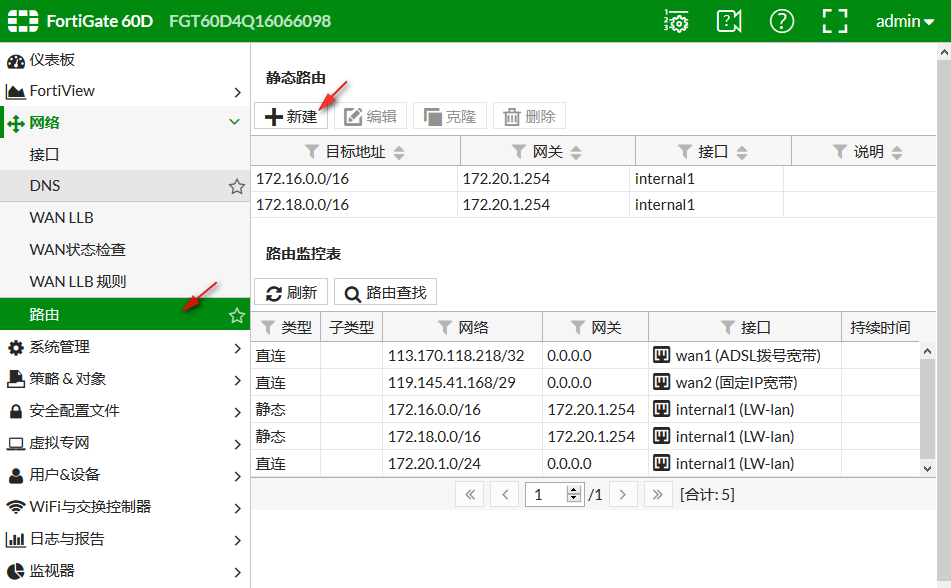 FortiGate 60D FGT60D4Q16066098 admin
仪表板
FortiView
网络
接口
DNS
WAN LLB
WAN状态检查
WAN LLB 规则
路由
系统管理
策略 & 对象
安全配置文件
虚拟专网
用户&设备
WiFi与交换控制器
日志与报告
监视器
静态路由
新建 编辑 克隆 删除
目标地址 网关 接口 说明
172.16.0.0/16 172.20.1.254 internal1
172.18.0.0/16 172.20.1.254 internal1
路由监控表
刷新 路由查找
类型 子类型 网络 网关 接口 持续时间
直连 113.170.118.218/32 0.0.0.0 wan1 (ADSL拨号宽带)
直连 119.145.41.168/29 0.0.0.0 wan2 (固定IP宽带)
静态 172.16.0.0/16 172.20.1.254 internal1 (LW-lan)
静态 172.18.0.0/16 172.20.1.254 internal1 (LW-lan)
直连 172.20.1.0/24 0.0.0.0 internal1 (LW-lan)
« ‹ 1 /1 › » [合计: 5]